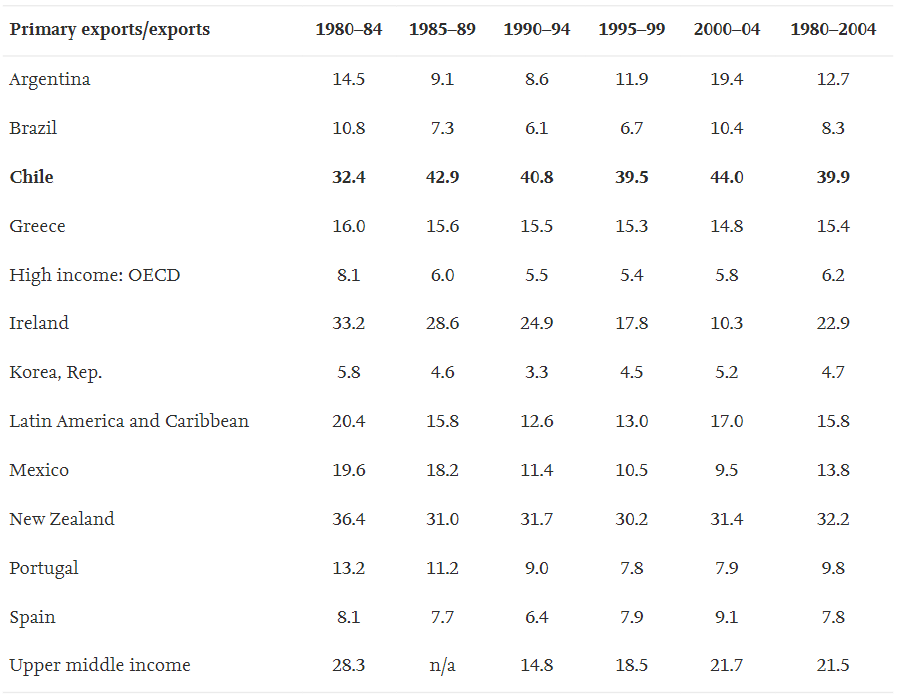 Primary exports/exports 1980–84 1985–89 1990–94 1995–99 2000–04 1980–2004
Argentina 14.5 9.1 8.6 11.9 19.4 12.7
Brazil 10.8 7.3 6.1 6.7 10.4 8.3
Chile 32.4 42.9 40.8 39.5 44.0 39.9
Greece 16.0 15.6 15.5 15.3 14.8 15.4
High income: OECD 8.1 6.0 5.5 5.4 5.8 6.2
Ireland 33.2 28.6 24.9 17.8 10.3 22.9
Korea, Rep. 5.8 4.6 3.3 4.5 5.2 4.7
Latin America and Caribbean 20.4 15.8 12.6 13.0 17.0 15.8
Mexico 19.6 18.2 11.4 10.5 9.5 13.8
New Zealand 36.4 31.0 31.7 30.2 31.4 32.2
Portugal 13.2 11.2 9.0 7.8 7.9 9.8
Spain 8.1 7.7 6.4 7.9 9.1 7.8
Upper middle income 28.3 n/a 14.8 18.5 21.7 21.5